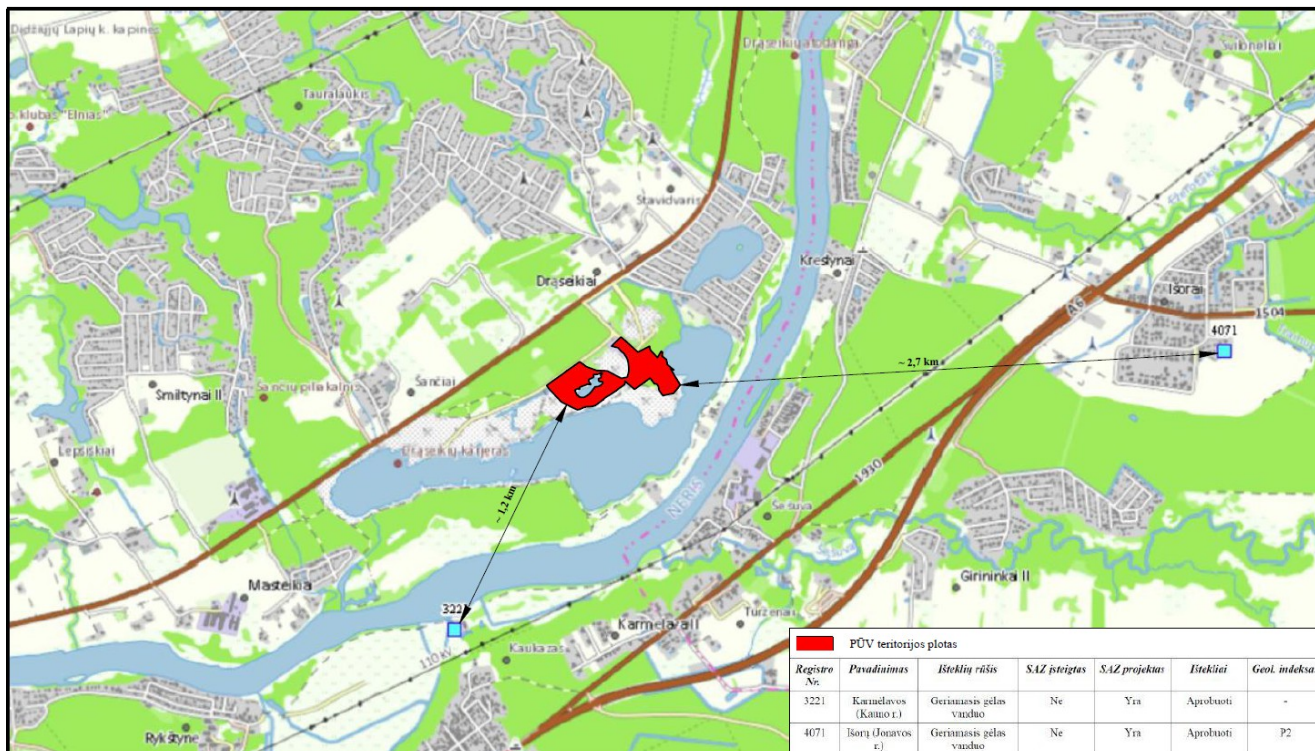 Didžiųjų Lapių k. kapinės
Drąseikių atodanga
Svilonėliai
Tauralaukis
klubas "Elnias"
Stavidvaris
Krestynai
Drąseikiai
Išorai
A6
1504
4071
~ 2,7 km
Šančiai
Šančių piliakalnis
Smiltynai II
Lepšiškiai
Drąseikių karjeras
1930
~ 1,2 km
NERIS
Šešuva
Masteikiai
Girininkai II
322
Karmėlava II
Turžėnai
Kaukazas
110 kV
Rykštynė
PŪV teritorijos plotas
Registro Nr. Pavadinimas Išteklių rūšis SAZ įsteigtas SAZ projektas Ištekliai Geol. indeksas
3221 Karmėlavos (Kauno r.) Geriamasis gėlas vanduo Ne Yra Aprobuoti -
4071 Išorų (Jonavos r.) Geriamasis gėlas vanduo Ne Yra Aprobuoti P2